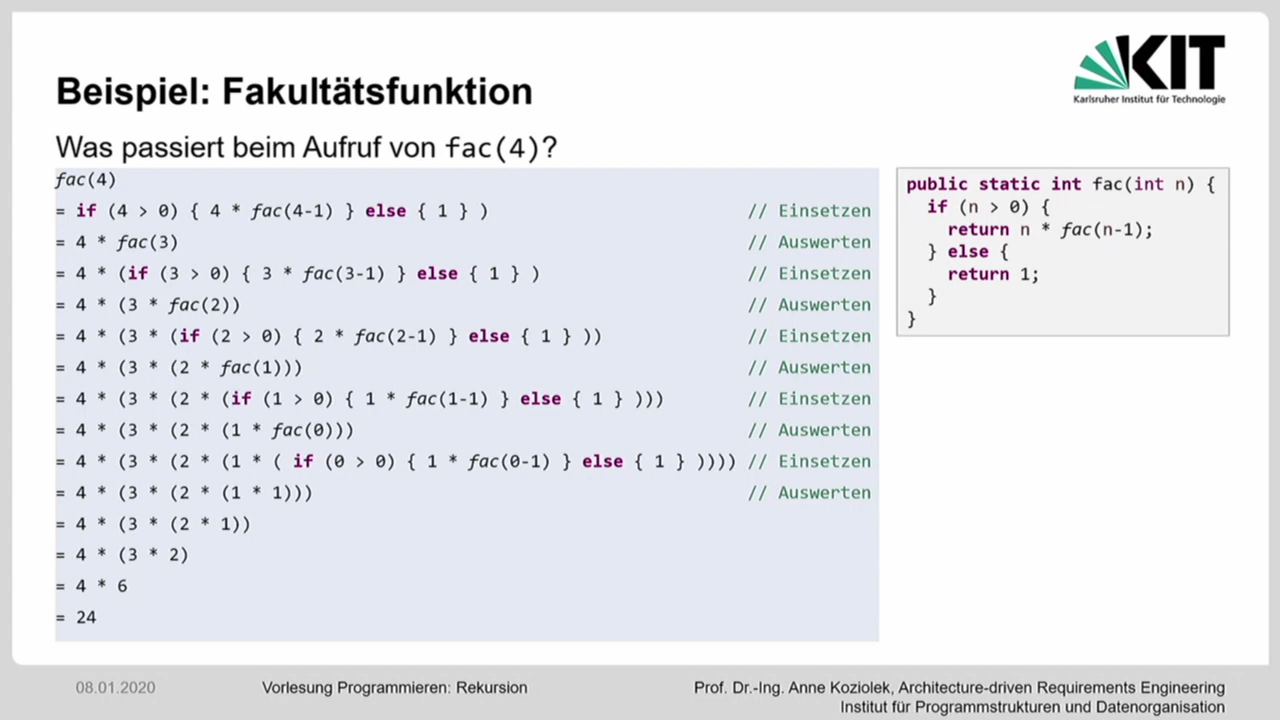 KIT
Karlsruher Institut für Technologie
Beispiel: Fakultätsfunktion
Was passiert beim Aufruf von fac(4)?
fac(4)
= if (4 > 0) { 4 * fac(4-1) } else { 1 } ) // Einsetzen
= 4 * fac(3) // Auswerten
= 4 * (if (3 > 0) { 3 * fac(3-1) } else { 1 } ) // Einsetzen
= 4 * (3 * fac(2)) // Auswerten
= 4 * (3 * (if (2 > 0) { 2 * fac(2-1) } else { 1 } )) // Einsetzen
= 4 * (3 * (2 * fac(1))) // Auswerten
= 4 * (3 * (2 * (if (1 > 0) { 1 * fac(1-1) } else { 1 } ))) // Einsetzen
= 4 * (3 * (2 * (1 * fac(0))) // Auswerten
= 4 * (3 * (2 * (1 * ( if (0 > 0) { 1 * fac(0-1) } else { 1 } )))) // Einsetzen
= 4 * (3 * (2 * (1 * 1))) // Auswerten
= 4 * (3 * (2 * 1))
= 4 * (3 * 2)
= 4 * 6
= 24
public static int fac(int n) {
if (n > 0) {
return n * fac(n-1);
} else {
return 1;
}
}
08.01.2020
Vorlesung Programmieren: Rekursion
Prof. Dr.-Ing. Anne Koziolek, Architecture-driven Requirements Engineering
Institut für Programmstrukturen und Datenorganisation